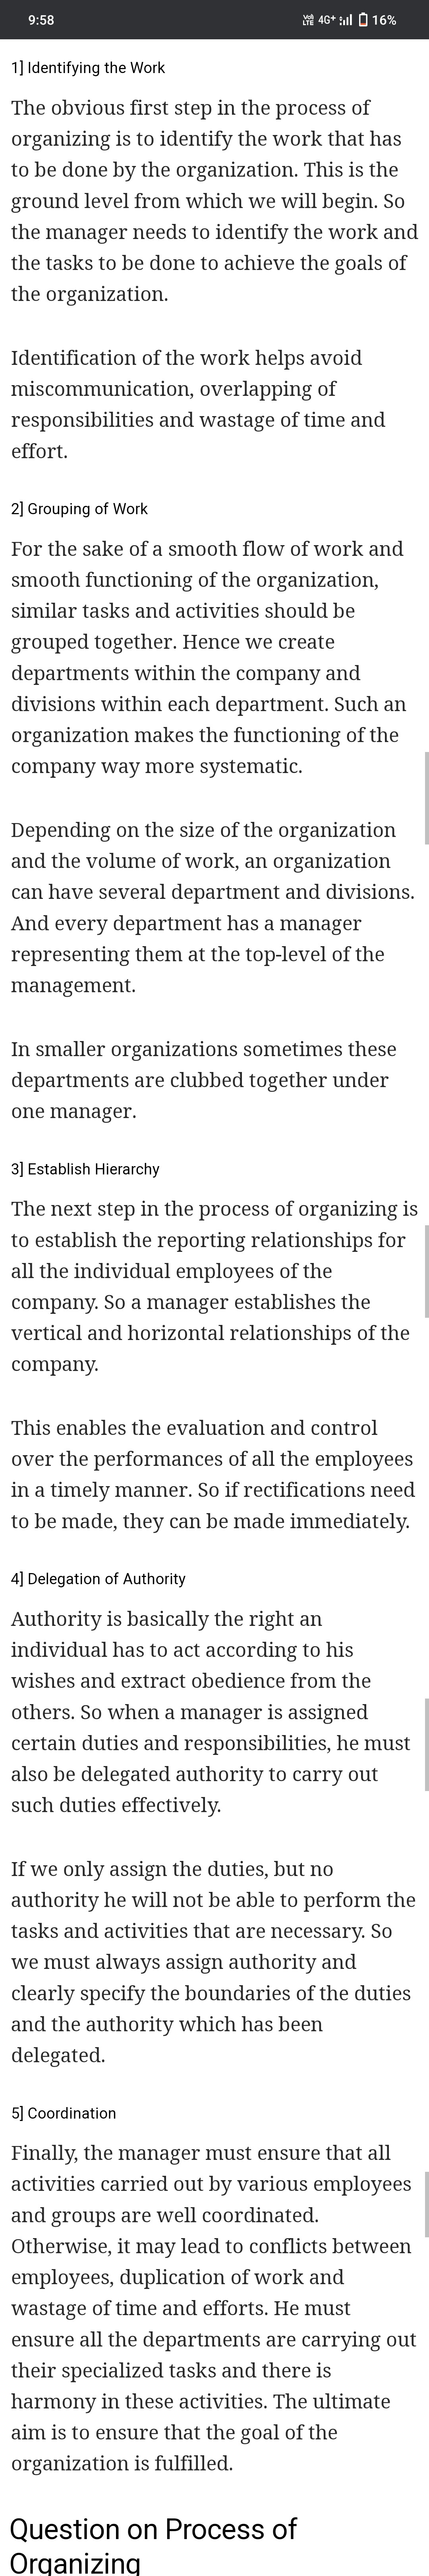 9:58 Vo) LTE 4G+ 16%
1] Identifying the Work
The obvious first step in the process of
organizing is to identify the work that has
to be done by the organization. This is the
ground level from which we will begin. So
the manager needs to identify the work and
the tasks to be done to achieve the goals of
the organization.
Identification of the work helps avoid
miscommunication, overlapping of
responsibilities and wastage of time and
effort.
2] Grouping of Work
For the sake of a smooth flow of work and
smooth functioning of the organization,
similar tasks and activities should be
grouped together. Hence we create
departments within the company and
divisions within each department. Such an
organization makes the functioning of the
company way more systematic.
Depending on the size of the organization
and the volume of work, an organization
can have several department and divisions.
And every department has a manager
representing them at the top-level of the
management.
In smaller organizations sometimes these
departments are clubbed together under
one manager.
3] Establish Hierarchy
The next step in the process of organizing is
to establish the reporting relationships for
all the individual employees of the
company. So a manager establishes the
vertical and horizontal relationships of the
company.
This enables the evaluation and control
over the performances of all the employees
in a timely manner. So if rectifications need
to be made, they can be made immediately.
4] Delegation of Authority
Authority is basically the right an
individual has to act according to his
wishes and extract obedience from the
others. So when a manager is assigned
certain duties and responsibilities, he must
also be delegated authority to carry out
such duties effectively.
If we only assign the duties, but no
authority he will not be able to perform the
tasks and activities that are necessary. So
we must always assign authority and
clearly specify the boundaries of the duties
and the authority which has been
delegated.
5] Coordination
Finally, the manager must ensure that all
activities carried out by various employees
and groups are well coordinated.
Otherwise, it may lead to conflicts between
employees, duplication of work and
wastage of time and efforts. He must
ensure all the departments are carrying out
their specialized tasks and there is
harmony in these activities. The ultimate
aim is to ensure that the goal of the
organization is fulfilled.
Question on Process of
Organizing